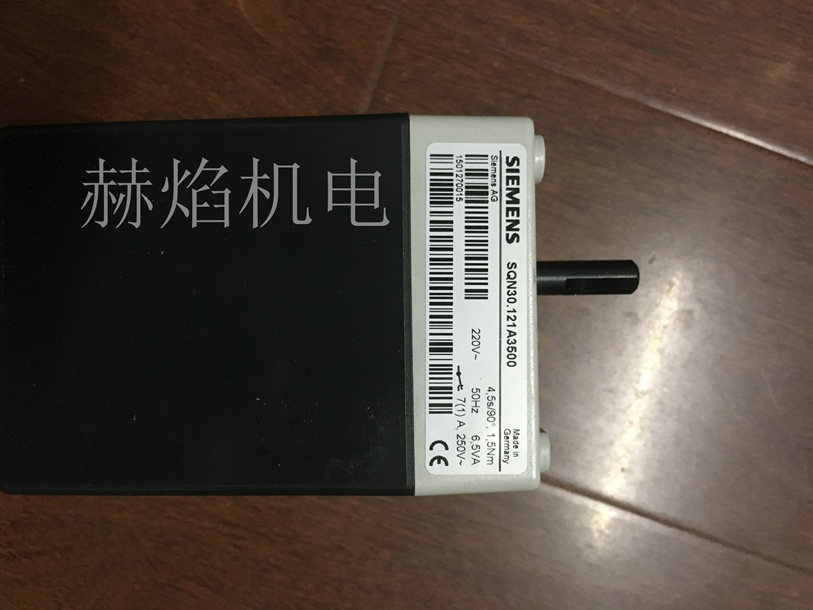 赫焰机电
SIEMENS SQN30.121A3500 Made in
Germany
Siemens AG 4,5s/90°, 1,5Nm
220V~ 50Hz 6,5VA
1501270015 7(1) A, 250V~
CE